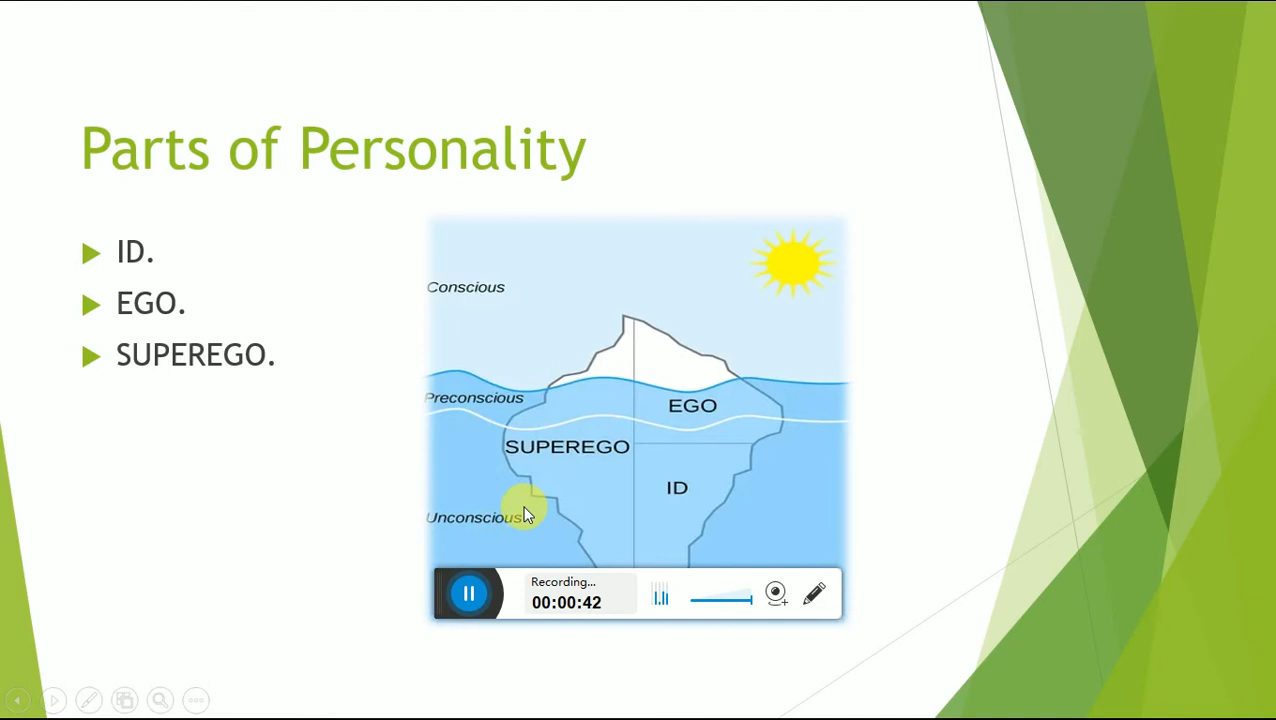 Parts of Personality
ID.
EGO.
SUPEREGO.
Conscious
Preconscious
EGO
SUPEREGO
ID
Unconscious
Recording...
00:00:42